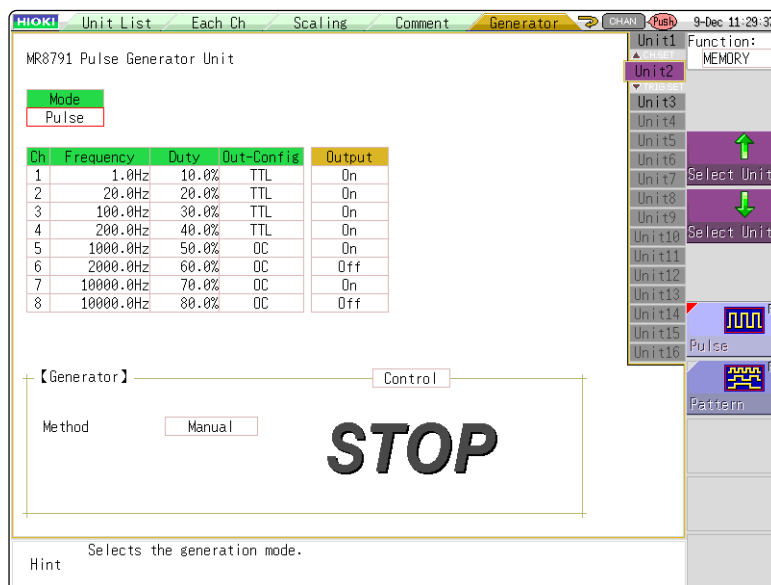 HIOKI Unit List Each Ch Scaling Comment Generator CHAN Push 9-Dec 11:29:37
MR8791 Pulse Generator Unit
Mode
Pulse
Ch Frequency Duty Out-Config Output
1 1.0Hz 10.0% TTL On
2 20.0Hz 20.0% TTL On
3 100.0Hz 30.0% TTL On
4 200.0Hz 40.0% TTL On
5 1000.0Hz 50.0% OC On
6 2000.0Hz 60.0% OC Off
7 10000.0Hz 70.0% OC On
8 10000.0Hz 80.0% OC Off
【Generator】 Control
Method Manual
STOP
Hint Selects the generation mode.
Unit1
▲CH.SET
Unit2
▼TRIG.SET
Unit3
Unit4
Unit5
Unit6
Unit7
Unit8
Unit9
Unit10
Unit11
Unit12
Unit13
Unit14
Unit15
Unit16
Function:
MEMORY
Select Unit
Select Unit
Pulse
Pattern